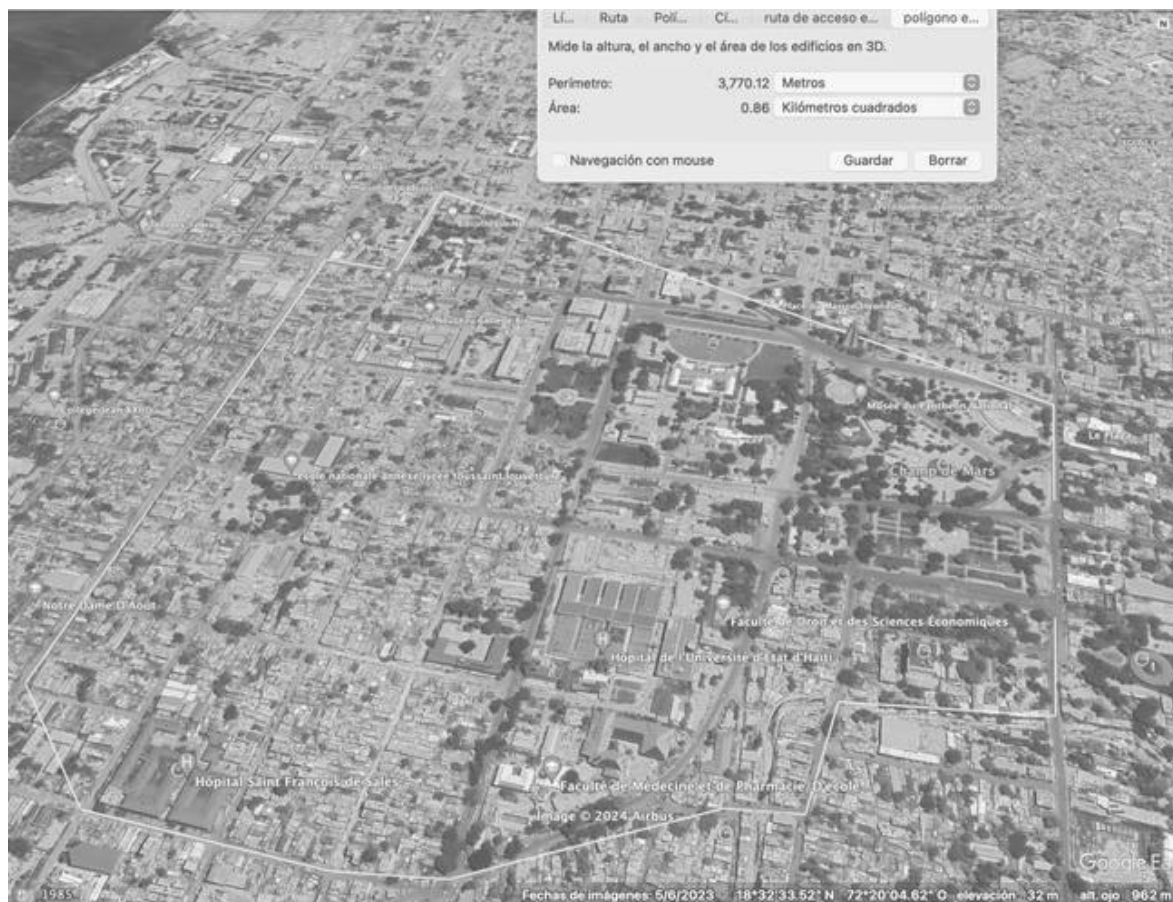 Lí... Ruta Polí... Cí... ruta de acceso e... polígono e...
Mide la altura, el ancho y el área de los edificios en 3D.
Perímetro: 3,770.12 Metros
Área: 0.86 Kilómetros cuadrados
Navegación con mouse Guardar Borrar
N
Musée du Panthéon National
Le Plaza
Collège Jean XXIII
Champ de Mars
école nationale annexe lycée toussaint louverture
Notre Dame D'Aout
Faculté de Droit et des Sciences Économiques
H
Hôpital de l'Université d'État d'Haïti
H
Hôpital Saint François de Sales
Faculté de Médecine et de Pharmacie D'école
Image © 2024 Airbus
Google E
1985
Fechas de imágenes: 5/6/2023 18°32'33.52" N 72°20'04.62" O elevación 32 m alt. ojo 962 m